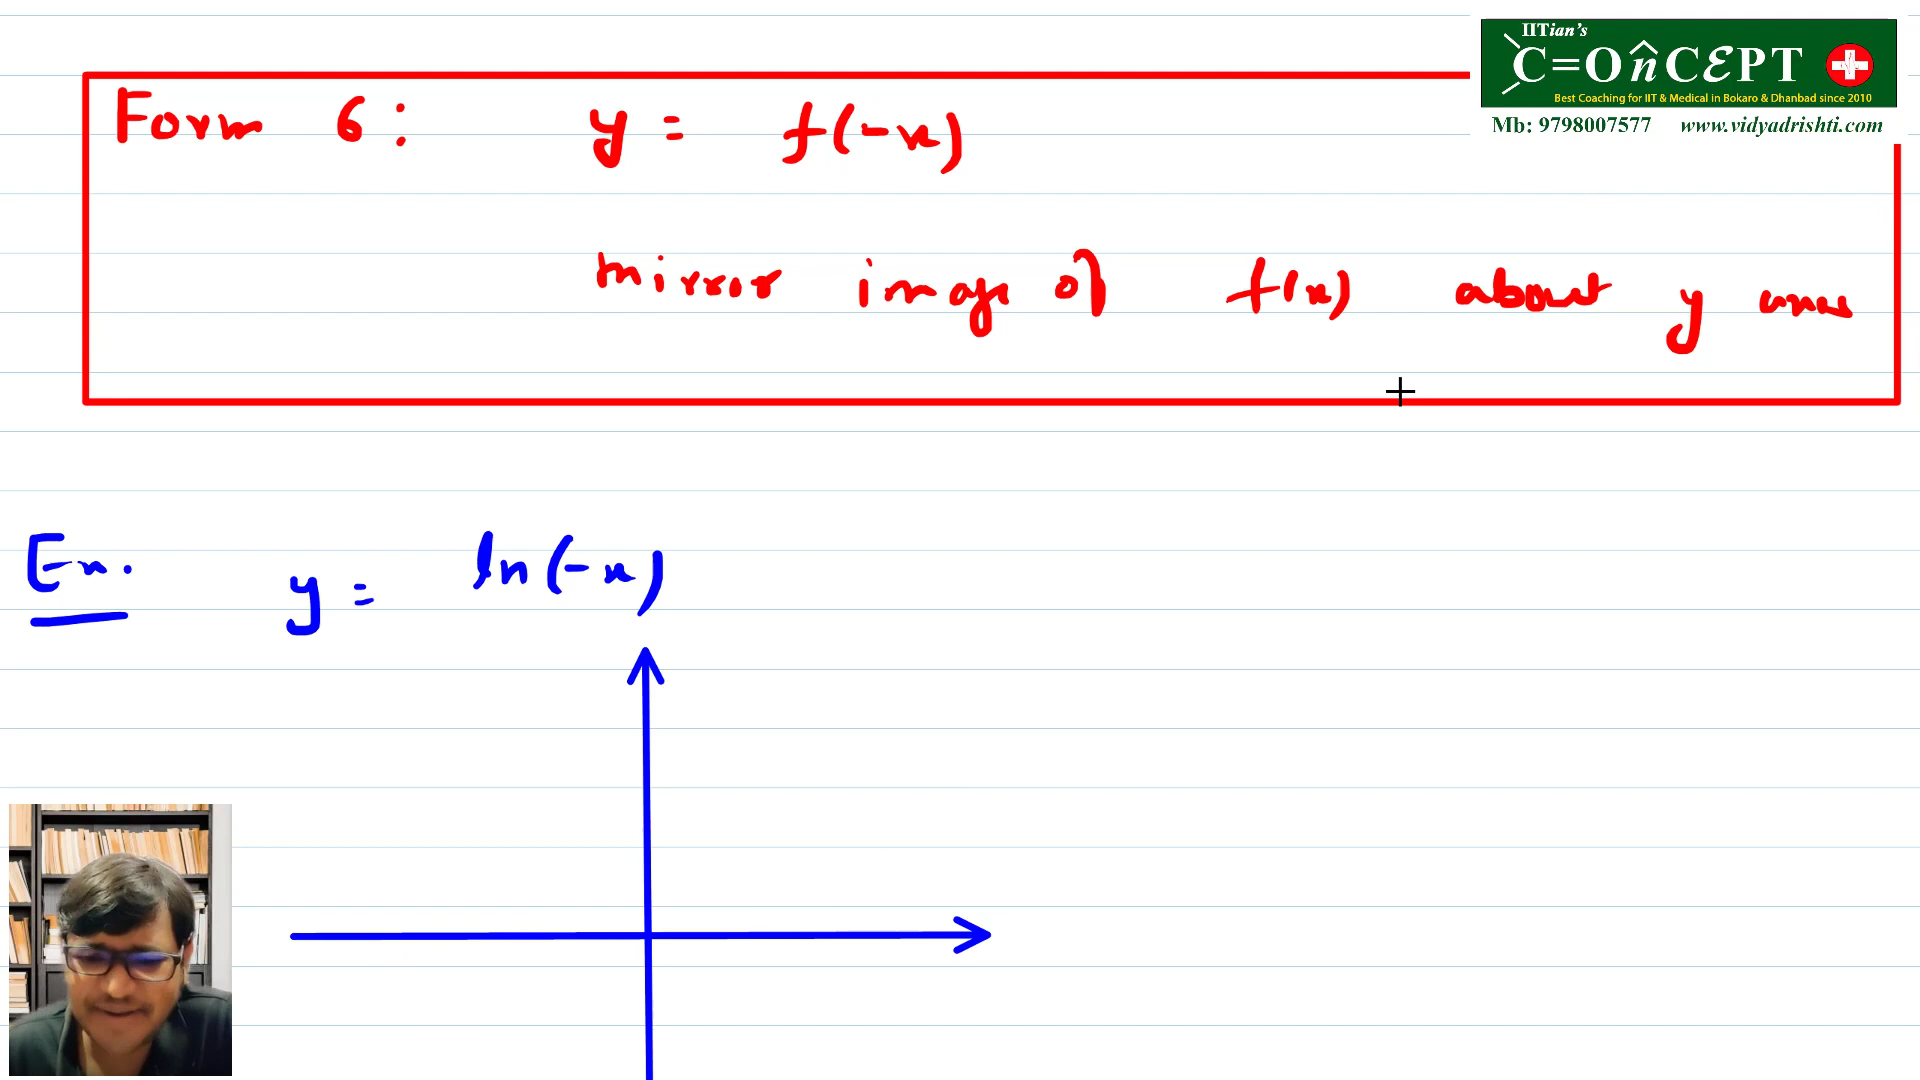 IITian's
C=OnCEPT
Best Coaching for IIT & Medical in Bokaro & Dhanbad since 2010
Mb: 9798007577 www.vidyadrishti.com
Form 6: y = f(-x)
mirror image of f(x) about y axis
Ex. y = ln(-x)